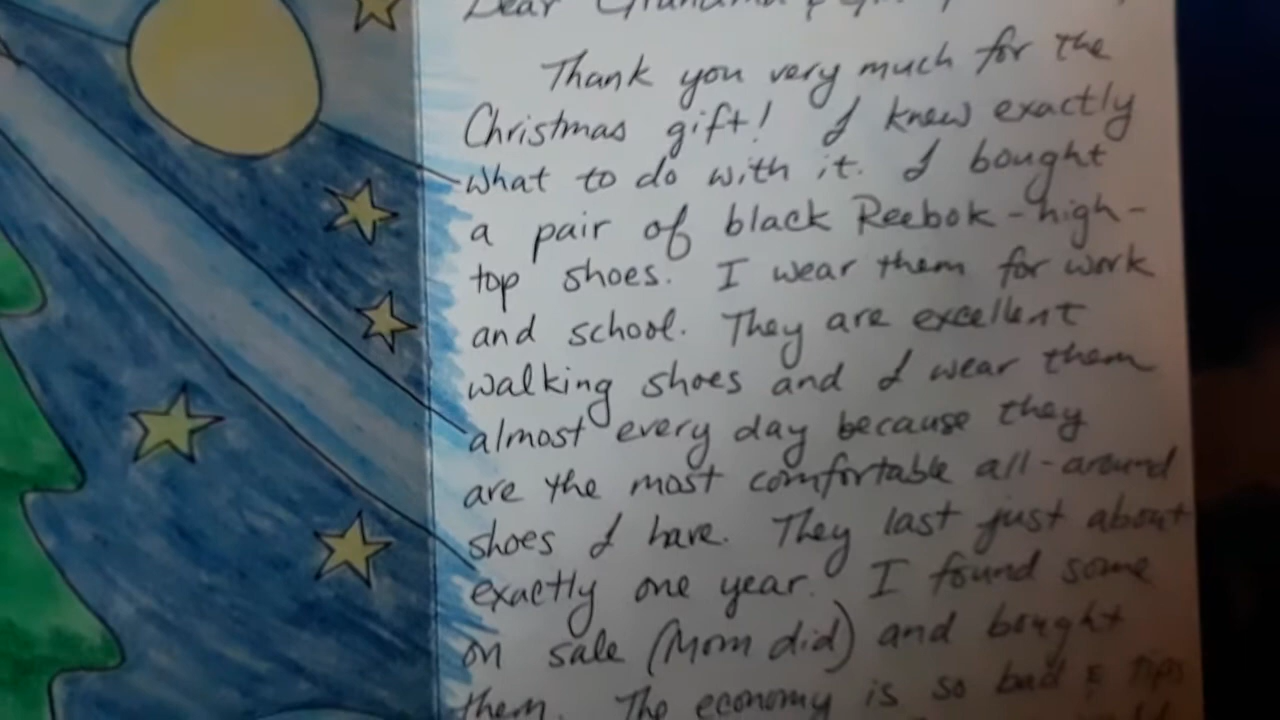 Dear Grandma &
Thank you very much for the
Christmas gift! I knew exactly
what to do with it. I bought
a pair of black Reebok-high-
top shoes. I wear them for work
and school. They are excellent
walking shoes and I wear them
almost every day because they
are the most comfortable all-around
shoes I have. They last just about
exactly one year. I found some
on sale (Mom did) and bought
them. The economy is so bad & tips